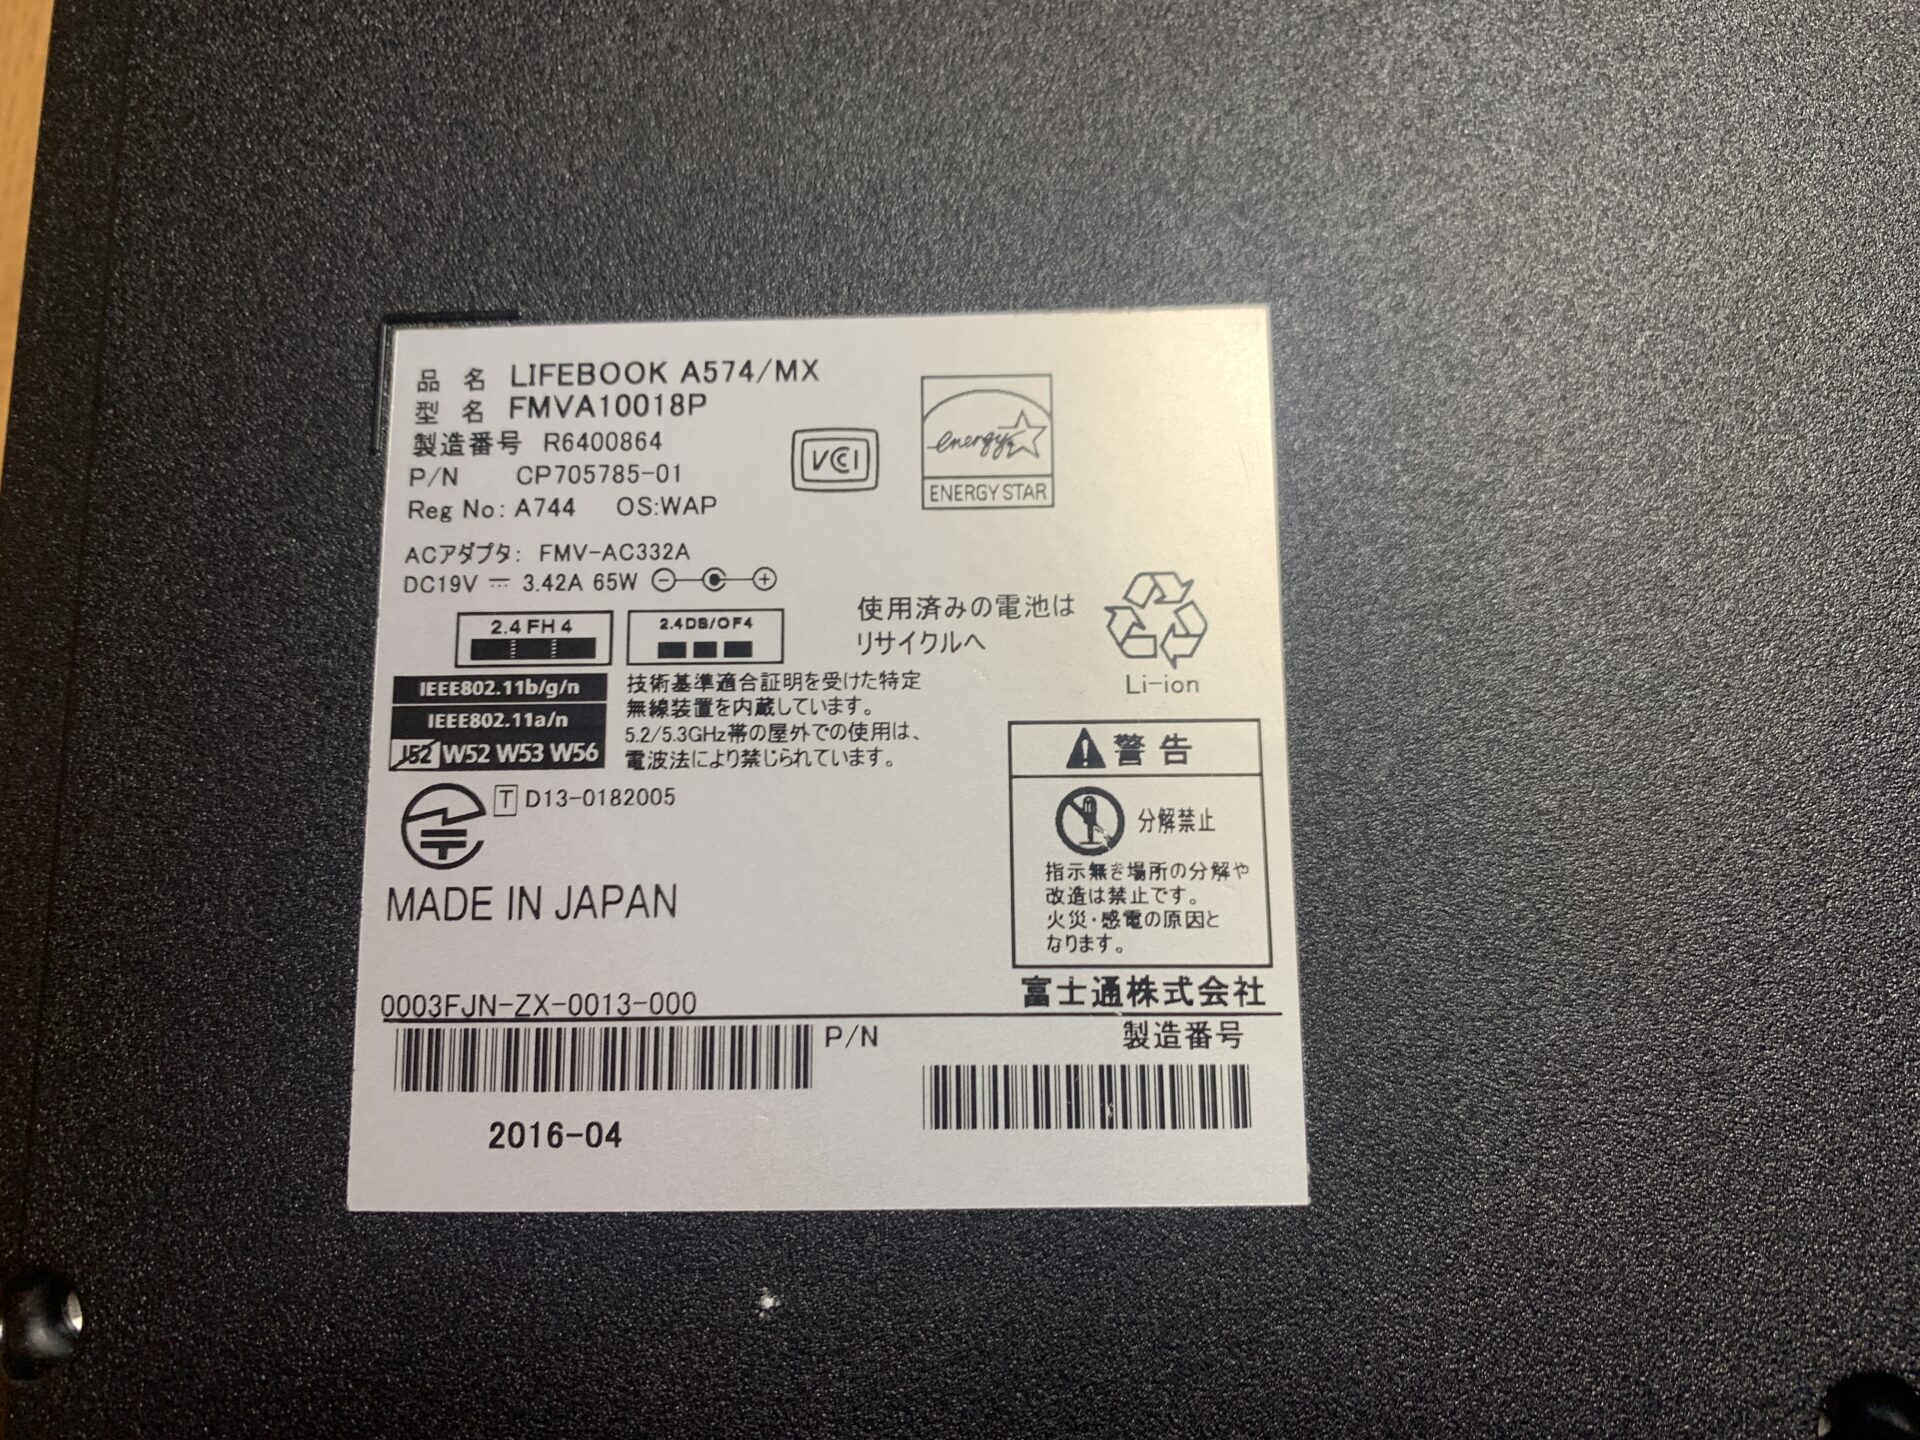 品名 LIFEBOOK A574/MX
型名 FMVA10018P
製造番号 R6400864
P/N CP705785-01
Reg No: A744 OS:WAP
VCI
energy
ENERGY STAR
ACアダプタ: FMV-AC332A
DC19V ⎓ 3.42A 65W
2.4FH4
2.4DS/OF4
使用済みの電池は
リサイクルへ
Li-ion
IEEE802.11b/g/n
IEEE802.11a/n
J52 W52 W53 W56
技術基準適合証明を受けた特定
無線装置を内蔵しています。
5.2/5.3GHz帯の屋外での使用は、
電波法により禁じられています。
T D13-0182005
MADE IN JAPAN
警告
分解禁止
指示無き場所の分解や
改造は禁止です。
火災・感電の原因と
なります。
富士通株式会社
0003FJN-ZX-0013-000
P/N
製造番号
2016-04